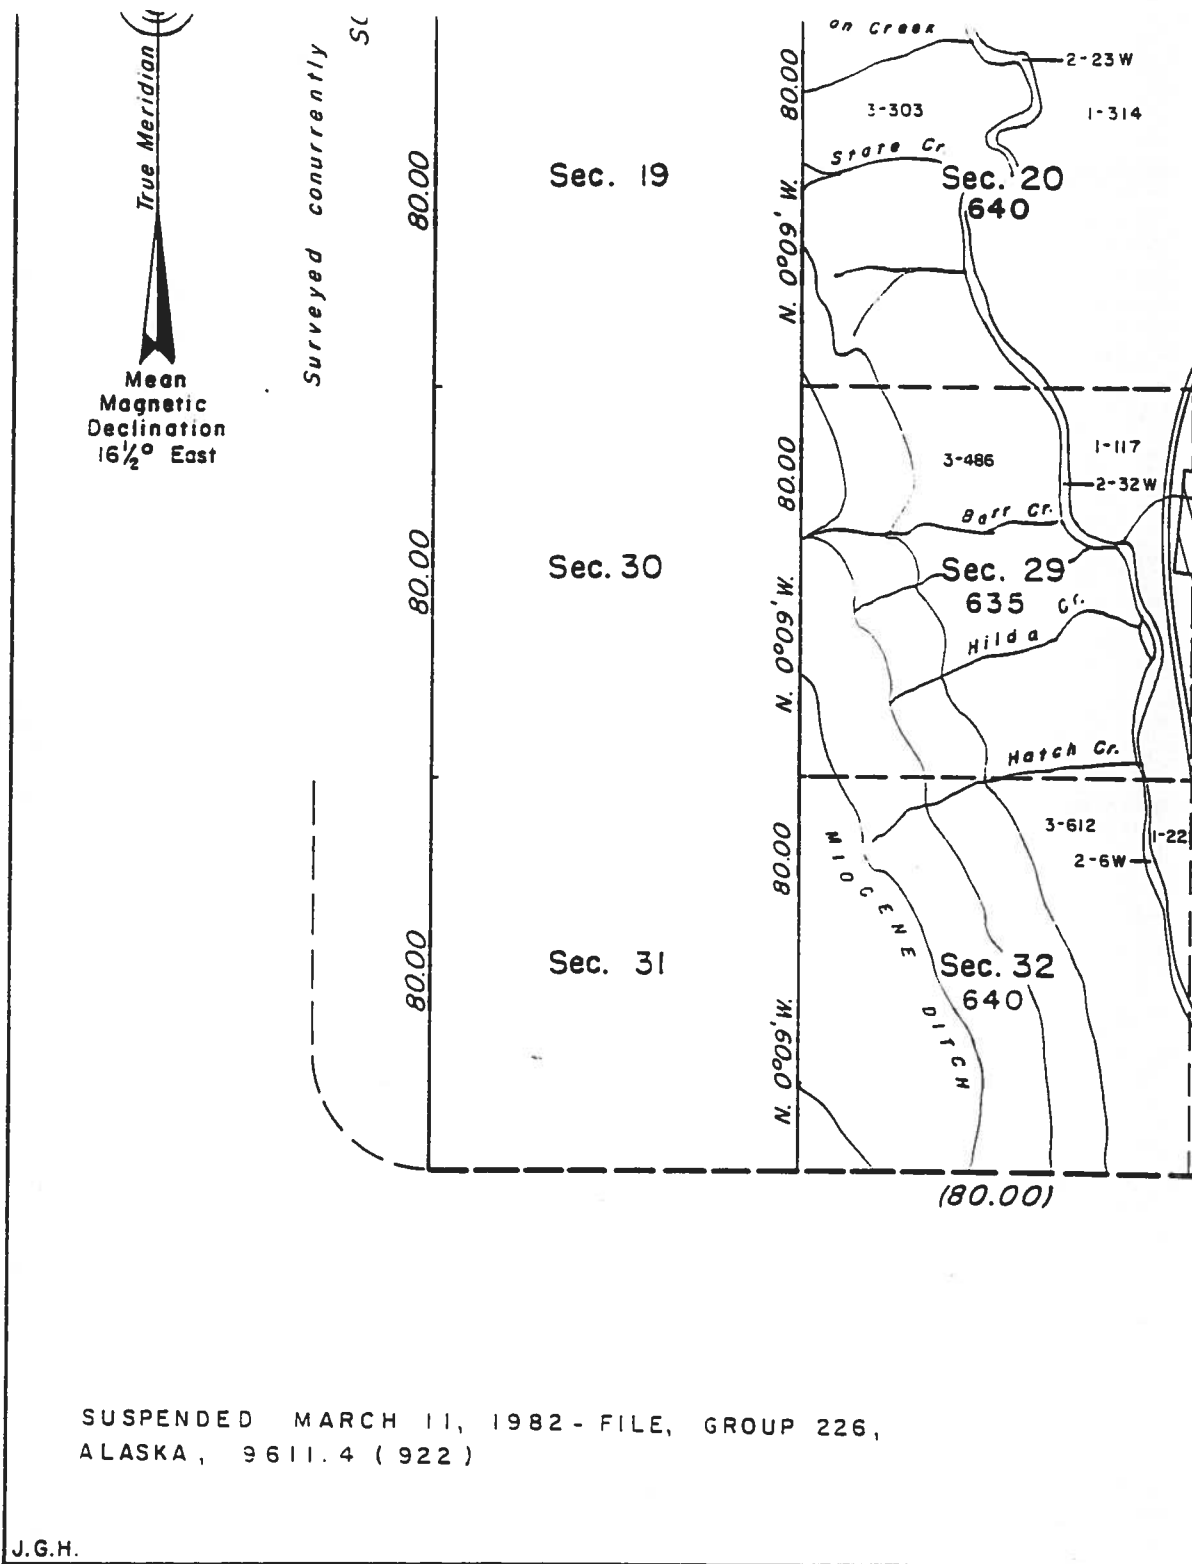 True Meridian
Mean
Magnetic
Declination
16½° East
Surveyed conurrently
80.00
Sec. 19
80.00
N. 0°09' W.
on Creek
2-23W
3-303
1-314
State Cr.
Sec. 20
640
80.00
Sec. 30
80.00
N. 0°09' W.
3-486
1-117
2-32W
Barr Cr.
Sec. 29
635
Hilda Cr.
Hatch Cr.
80.00
Sec. 31
80.00
N. 0°09' W.
3-612
1-22
2-6W
MIOCENE DITCH
Sec. 32
640
(80.00)
SUSPENDED MARCH 11, 1982 - FILE, GROUP 226,
ALASKA, 9611.4 (922)
J.G.H.